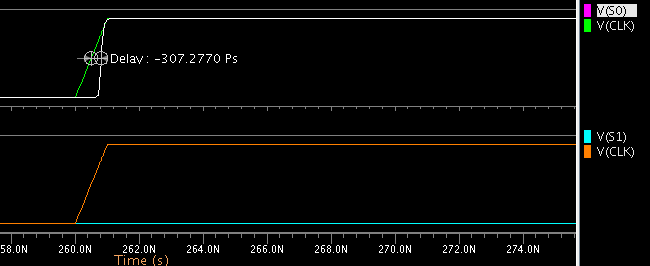 V(S0)
V(CLK)
Delay : -307.2770 Ps
V(S1)
V(CLK)
58.0N 260.0N 262.0N 264.0N 266.0N 268.0N 270.0N 272.0N 274.0N
Time (s)